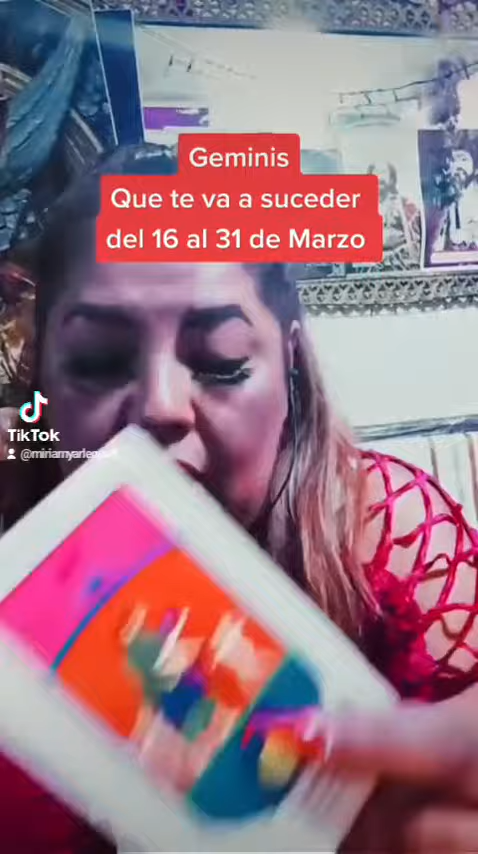 Geminis
Que te va a suceder
del 16 al 31 de Marzo
TikTok